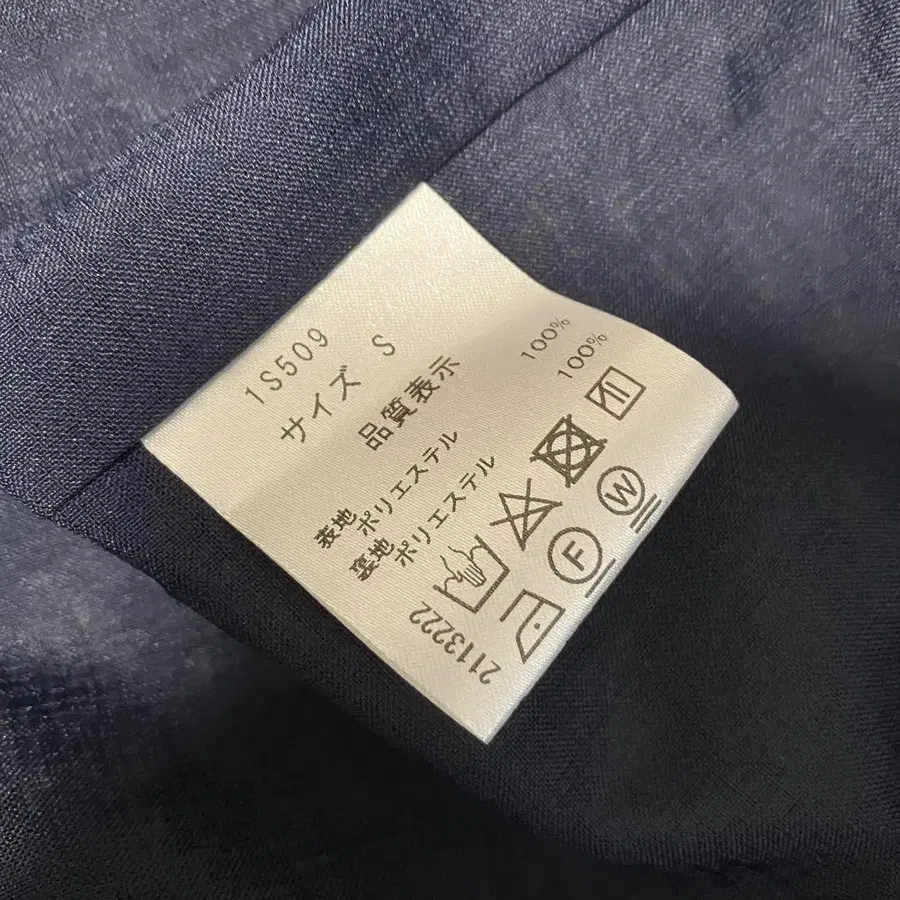 1S509
サイズ S
品質表示
表地 ポリエステル 100%
裏地 ポリエステル 100%
F W
2113222